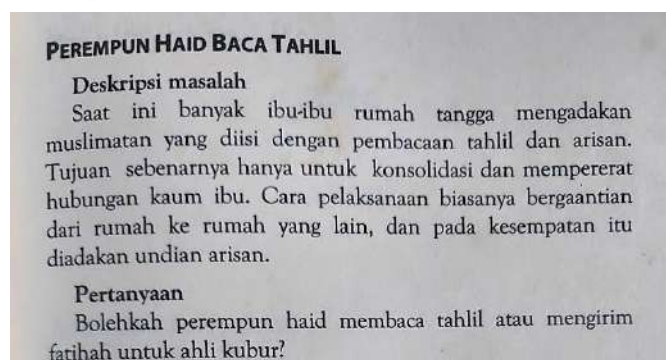 PEREMPUN HAID BACA TAHLIL
Deskripsi masalah
Saat ini banyak ibu-ibu rumah tangga mengadakan
muslimatan yang diisi dengan pembacaan tahlil dan arisan.
Tujuan sebenarnya hanya untuk konsolidasi dan mempererat
hubungan kaum ibu. Cara pelaksanaan biasanya bergaantian
dari rumah ke rumah yang lain, dan pada kesempatan itu
diadakan undian arisan.
Pertanyaan
Bolehkah perempun haid membaca tahlil atau mengirim
fatihah untuk ahli kubur?